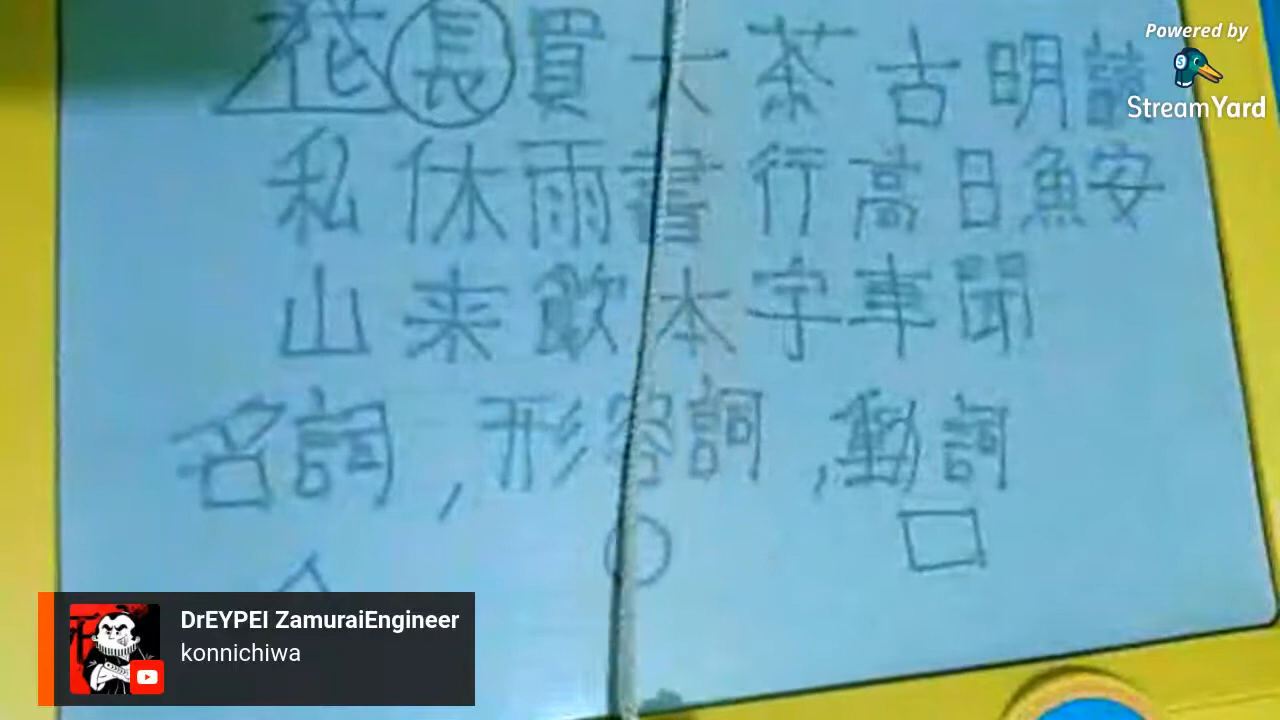 花 長 買 大 茶 古 明 読
私 休 雨 書 行 高 日 魚 安
山 来 飲 本 字 車 聞
名詞 , 形容詞 , 動詞
Powered by
StreamYard
DrEYPEI ZamuraiEngineer
konnichiwa